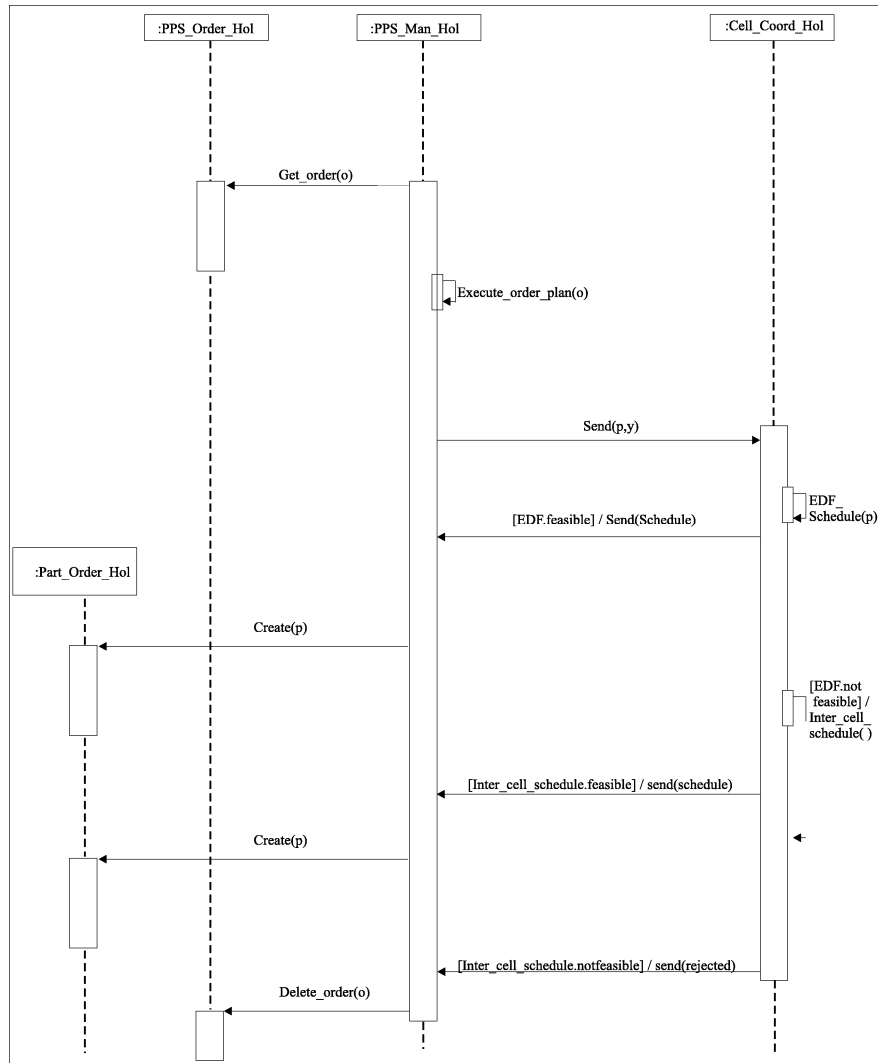 :PPS_Order_Hol
:PPS_Man_Hol
:Cell_Coord_Hol
Get_order(o)
Execute_order_plan(o)
Send(p,y)
EDF_
Schedule(p)
[EDF.feasible] / Send(Schedule)
:Part_Order_Hol
Create(p)
[EDF.not
feasible] /
Inter_cell_
schedule( )
[Inter_cell_schedule.feasible] / send(schedule)
Create(p)
[Inter_cell_schedule.notfeasible] / send(rejected)
Delete_order(o)